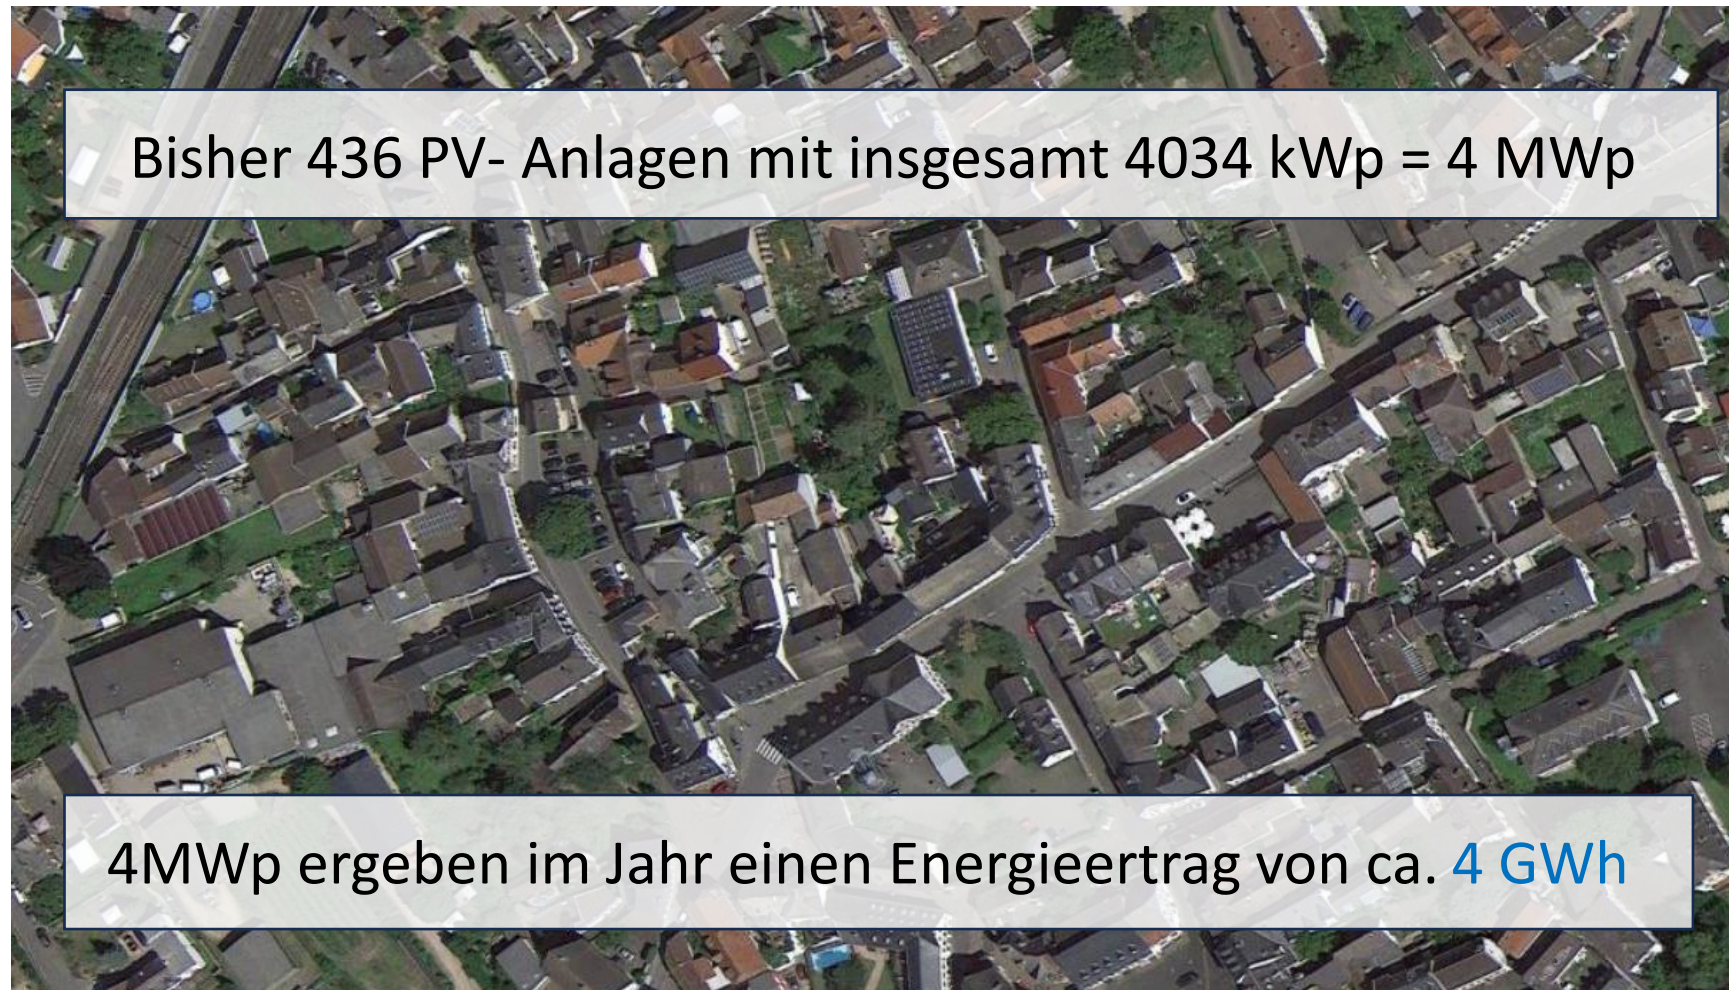 Bisher 436 PV- Anlagen mit insgesamt 4034 kWp = 4 MWp
4MWp ergeben im Jahr einen Energieertrag von ca. 4 GWh